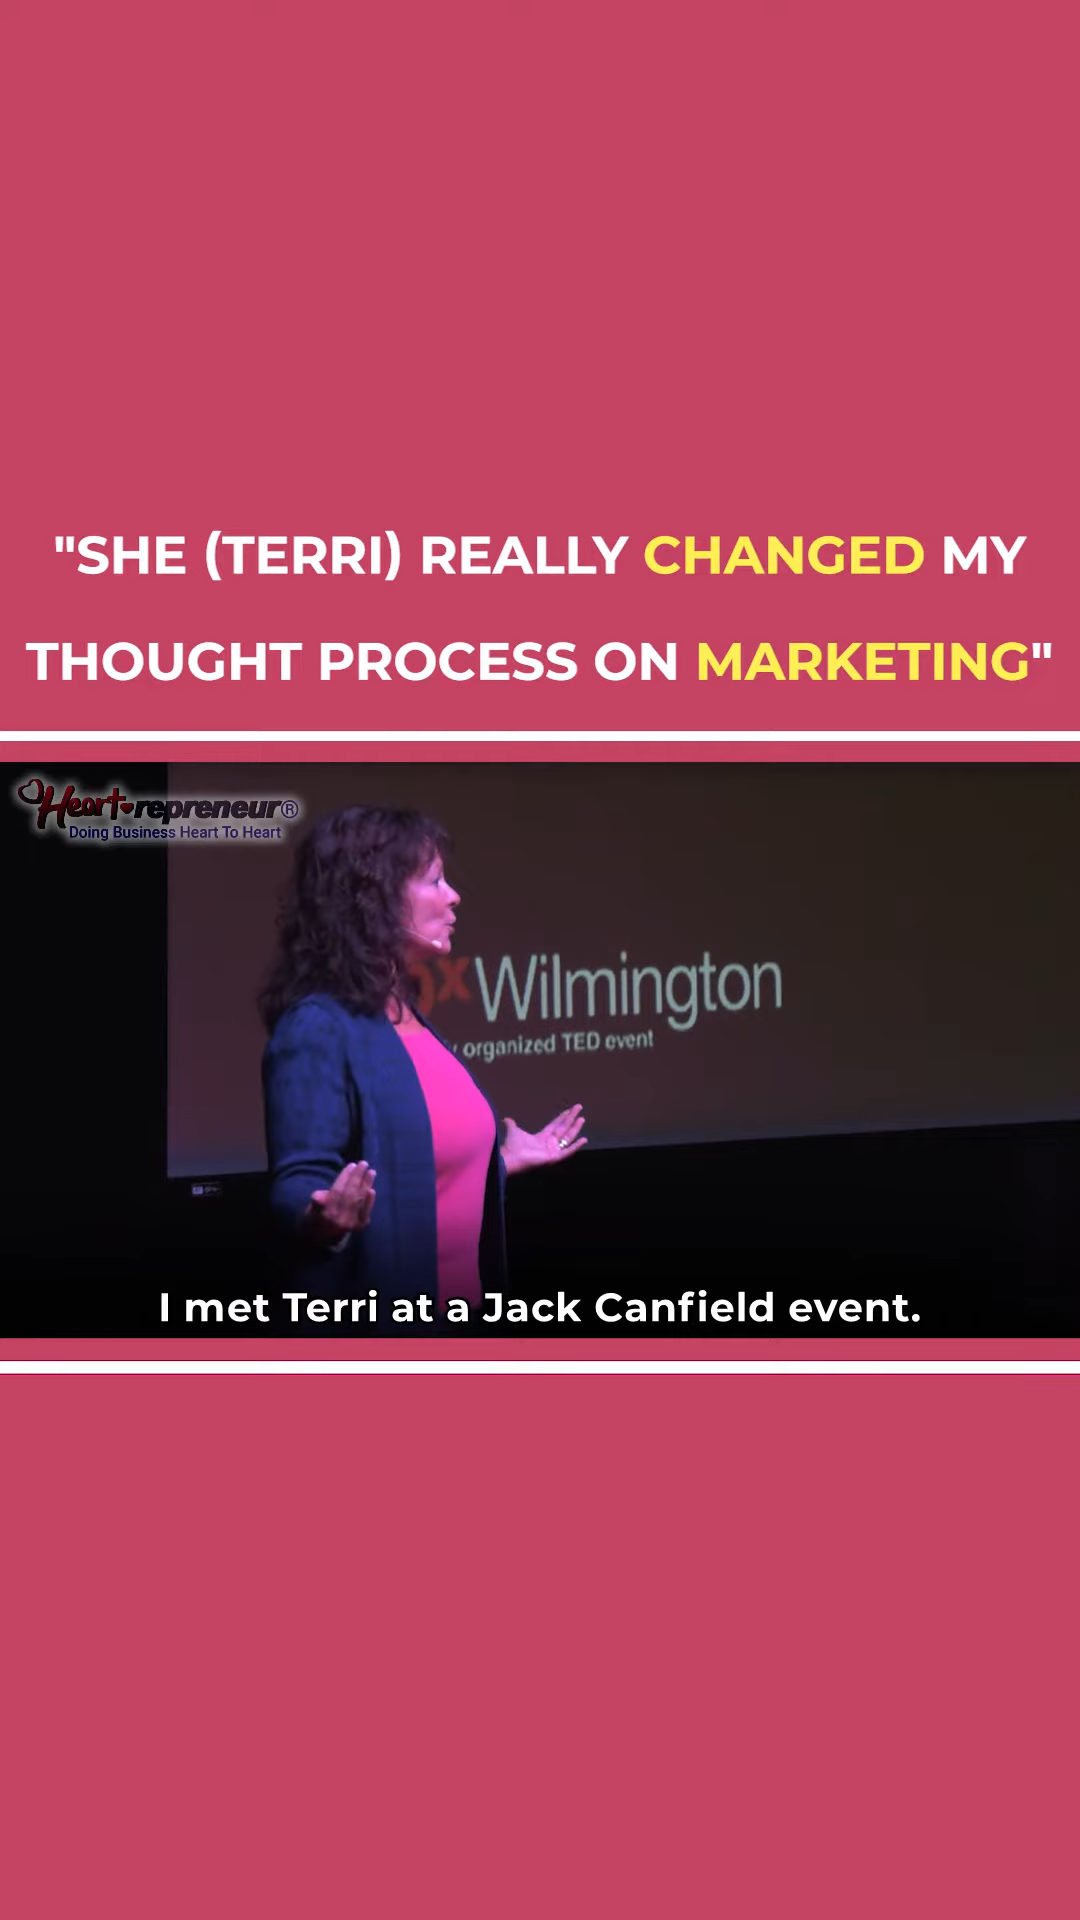 "SHE (TERRI) REALLY CHANGED MY
THOUGHT PROCESS ON MARKETING"
Heart repreneur®
Doing Business Heart To Heart
x Wilmington
organized TED event
I met Terri at a Jack Canfield event.